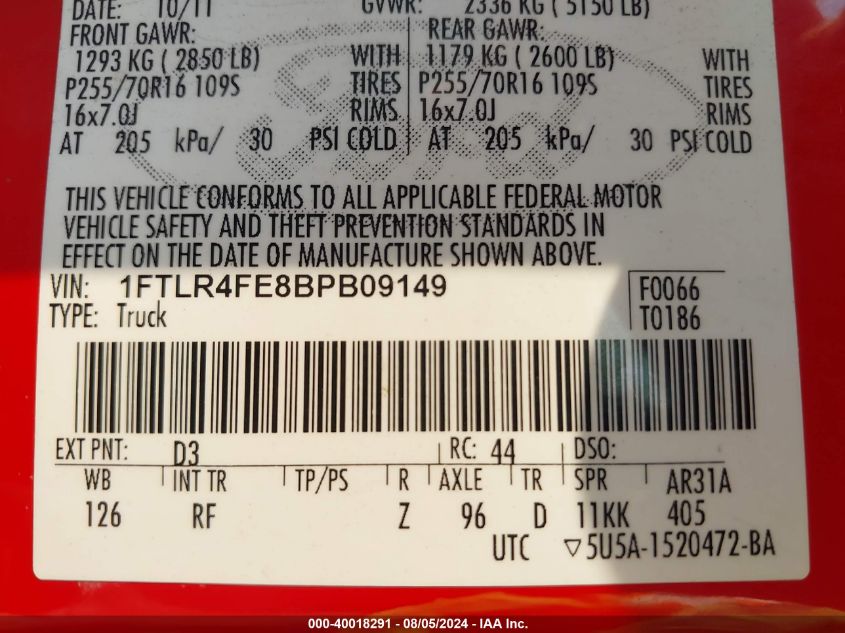 DATE: 10/11 GVWR: 2336 KG ( 5150 LB)
FRONT GAWR: REAR GAWR:
1293 KG ( 2850 LB) WITH 1179 KG ( 2600 LB) WITH
P255/70R16 109S TIRES P255/70R16 109S TIRES
16x7.0J RIMS 16x7.0J RIMS
AT 205 kPa/ 30 PSI COLD AT 205 kPa/ 30 PSI COLD
Ford
THIS VEHICLE CONFORMS TO ALL APPLICABLE FEDERAL MOTOR
VEHICLE SAFETY AND THEFT PREVENTION STANDARDS IN
EFFECT ON THE DATE OF MANUFACTURE SHOWN ABOVE.
VIN: 1FTLR4FE8BPB09149 F0066
TYPE: Truck T0186
EXT PNT: D3 RC: 44 DSO:
WB INT TR TP/PS R AXLE TR SPR AR31A
126 RF Z 96 D 11KK 405
UTC ▽5U5A-1520472-BA
000-40018291 - 08/05/2024 - IAA Inc.